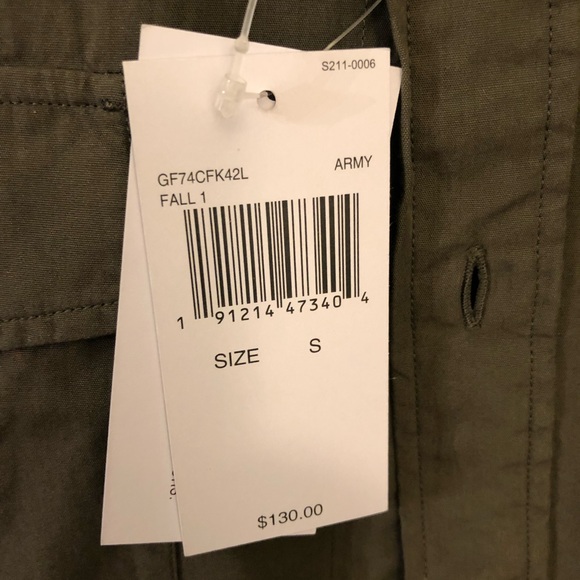 S211-0006
GF74CFK42L ARMY
FALL 1
1 91214 47340 4
SIZE S
$130.00